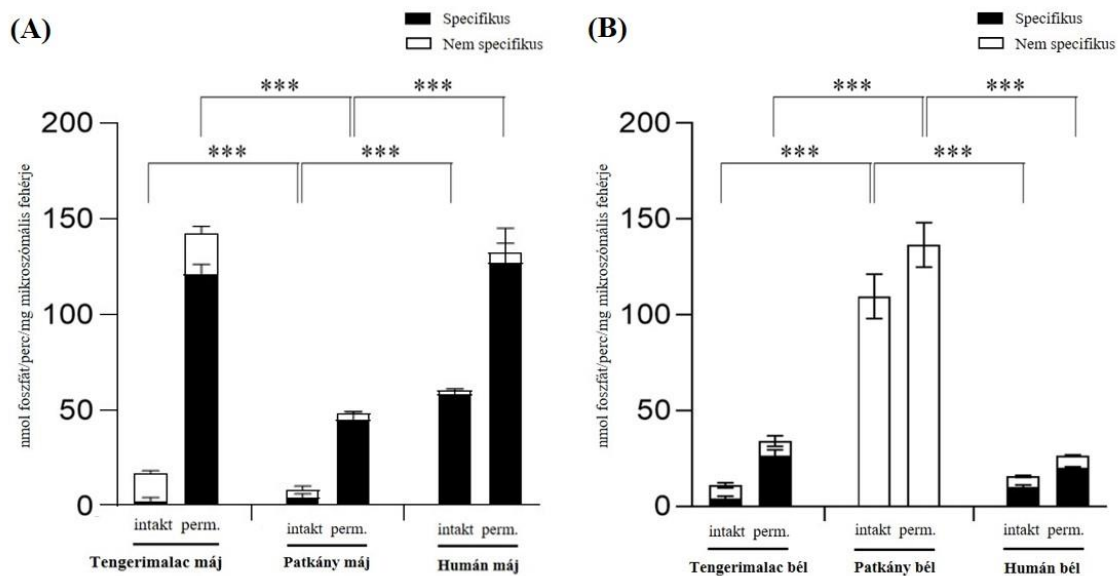 (A)
Specifikus
Nem specifikus
*** ***
*** ***
200
150
100
50
0
nmol foszfát/perc/mg mikroszómális fehérje
intakt perm. intakt perm. intakt perm.
Tengerimalac máj Patkány máj Humán máj
(B)
Specifikus
Nem specifikus
*** ***
*** ***
200
150
100
50
0
nmol foszfát/perc/mg mikroszómális fehérje
intakt perm. intakt perm. intakt perm.
Tengerimalac bél Patkány bél Humán bél